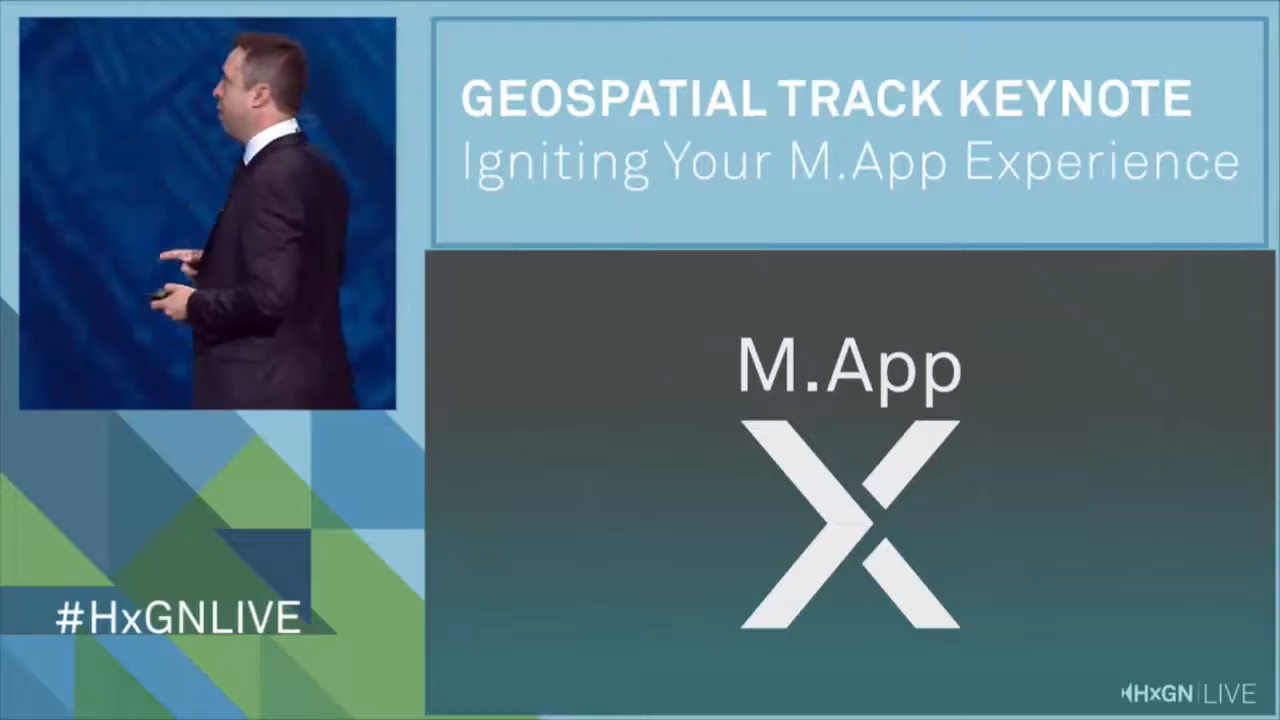 GEOSPATIAL TRACK KEYNOTE
Igniting Your M.App Experience
M.App
X
#HxGNLIVE
HxGN|LIVE